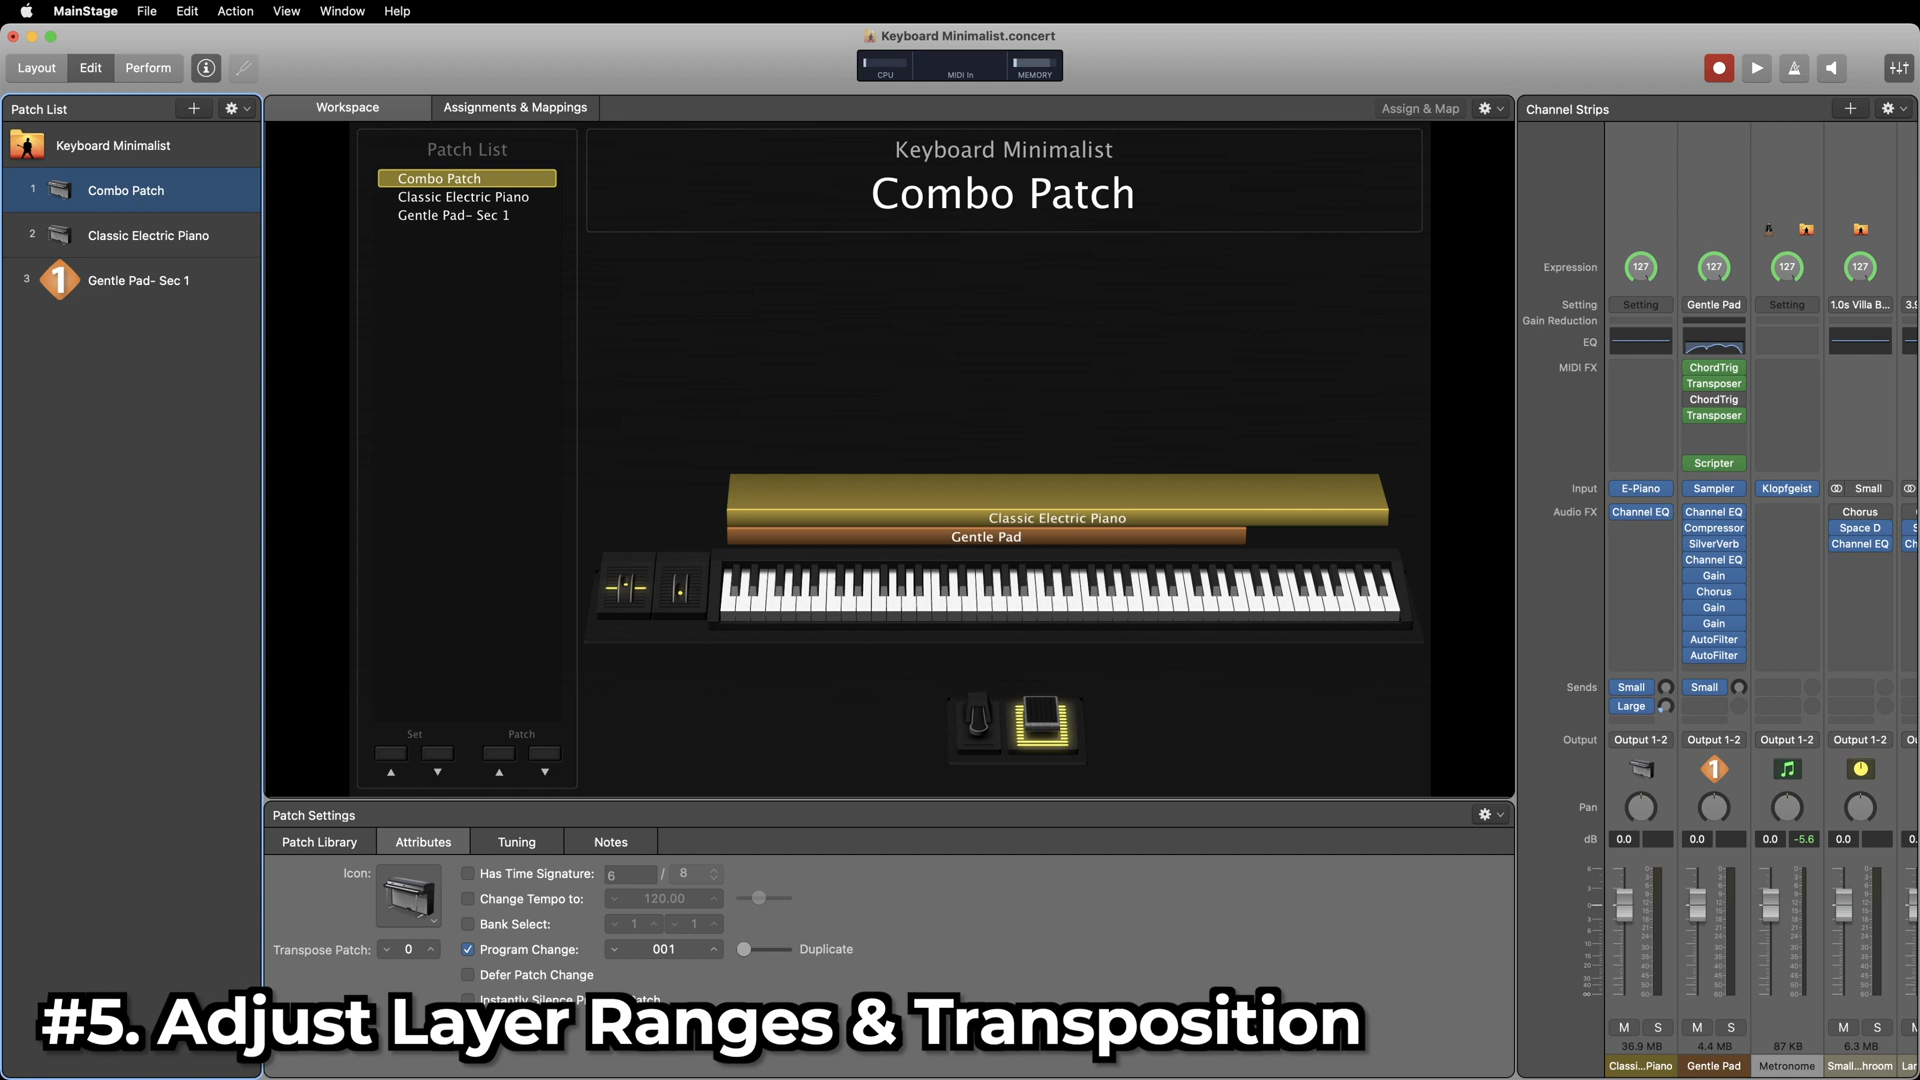 MainStage File Edit Action View Window Help
Keyboard Minimalist.concert
Layout Edit Perform
CPU MIDI In MEMORY
Patch List
Workspace Assignments & Mappings Assign & Map
Channel Strips
Keyboard Minimalist
1 Combo Patch
2 Classic Electric Piano
3 1 Gentle Pad- Sec 1
Patch List
Combo Patch
Classic Electric Piano
Gentle Pad- Sec 1
Keyboard Minimalist
Combo Patch
Classic Electric Piano
Gentle Pad
Set Patch
Expression 127 127 127 127
Setting Setting Gentle Pad Setting 1.0s Villa B... 3.9
Gain Reduction
EQ
MIDI FX ChordTrig
Transposer
ChordTrig
Transposer
Scripter
Input E-Piano Sampler Klopfgeist Small
Audio FX Channel EQ Channel EQ Chorus
Compressor Space D
SilverVerb Channel EQ
Channel EQ
Gain
Chorus
Gain
Gain
AutoFilter
AutoFilter
Sends Small Small
Large
Output Output 1-2 Output 1-2 Output 1-2 Output 1-2
1
Pan
dB 0.0 0.0 0.0 -5.6 0.0
M S M S M S
36.9 MB 4.4 MB 87 KB 6.3 MB
Classi...Piano Gentle Pad Metronome Small...hroom Lar
Patch Settings
Patch Library Attributes Tuning Notes
Icon: Has Time Signature: 6 / 8
Change Tempo to: 120.00
Bank Select: 1 1
Transpose Patch: 0 Program Change: 001 Duplicate
Defer Patch Change
#5. Adjust Layer Ranges & Transposition